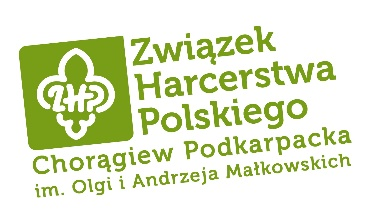 ZHP
Związek
Harcerstwa
Polskiego
Chorągiew Podkarpacka
im. Olgi i Andrzeja Małkowskich